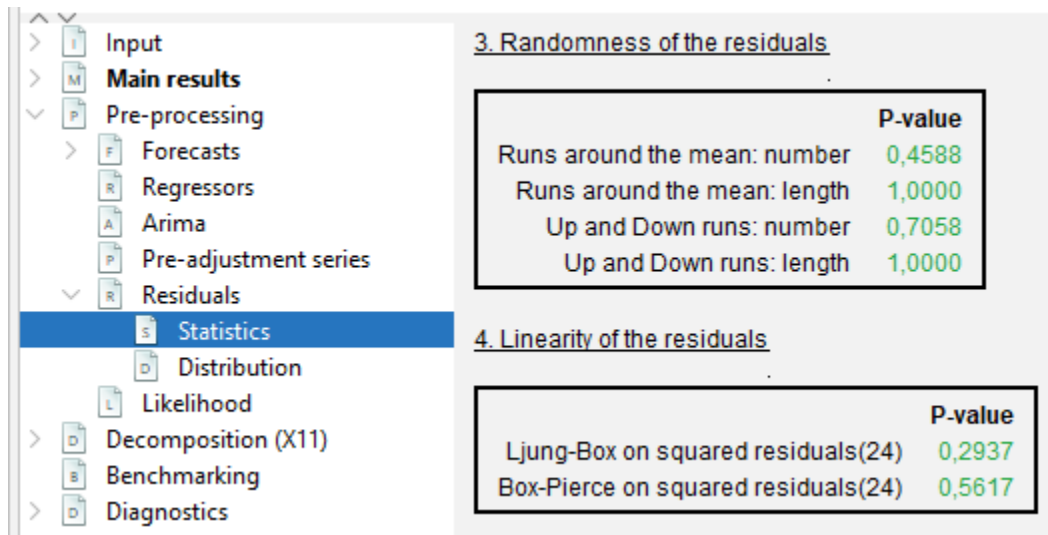 Input
Main results
Pre-processing
Forecasts
Regressors
Arima
Pre-adjustment series
Residuals
Statistics
Distribution
Likelihood
Decomposition (X11)
Benchmarking
Diagnostics
3. Randomness of the residuals
P-value
Runs around the mean: number 0,4588
Runs around the mean: length 1,0000
Up and Down runs: number 0,7058
Up and Down runs: length 1,0000
4. Linearity of the residuals
P-value
Ljung-Box on squared residuals(24) 0,2937
Box-Pierce on squared residuals(24) 0,5617